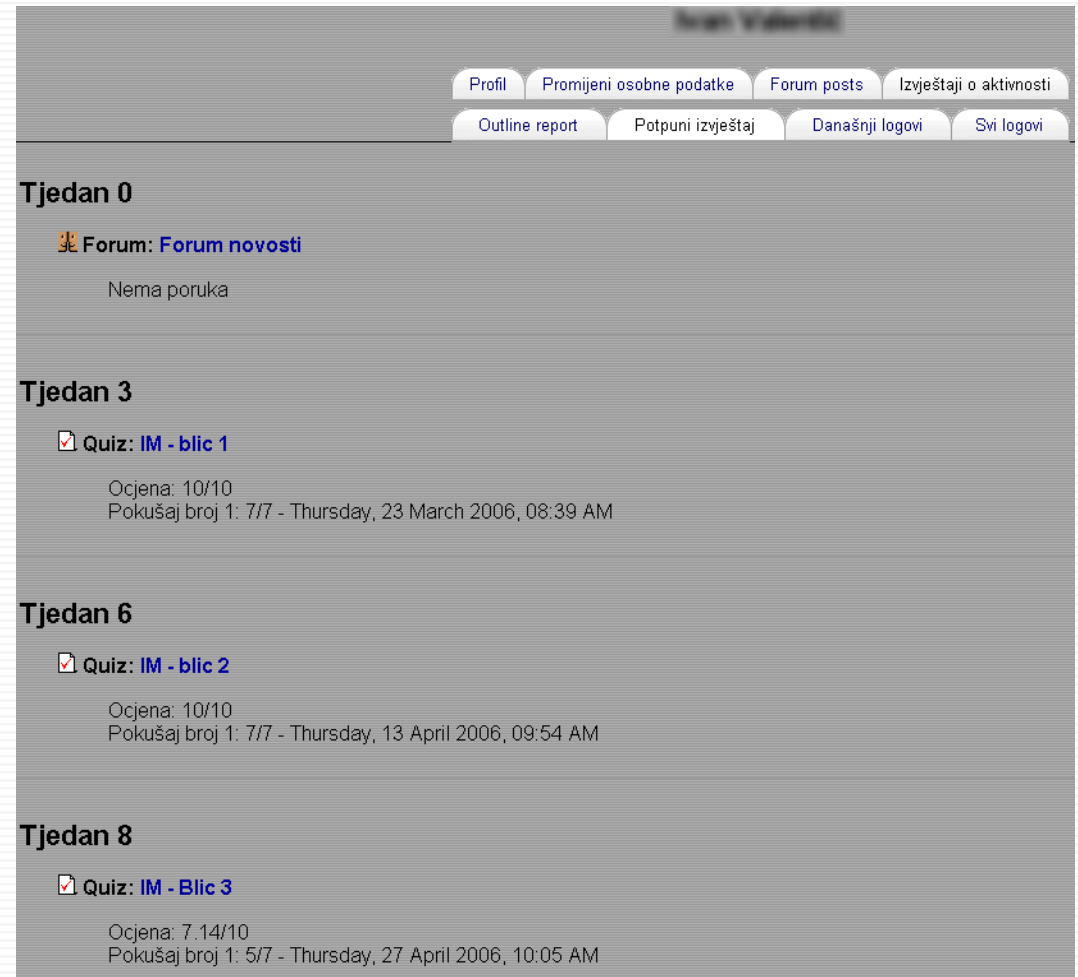 Profil Promijeni osobne podatke Forum posts Izvještaji o aktivnosti
Outline report Potpuni izvještaj Današnji logovi Svi logovi
Tjedan 0
Forum: Forum novosti
Nema poruka
Tjedan 3
Quiz: IM - blic 1
Ocjena: 10/10
Pokušaj broj 1: 7/7 - Thursday, 23 March 2006, 08:39 AM
Tjedan 6
Quiz: IM - blic 2
Ocjena: 10/10
Pokušaj broj 1: 7/7 - Thursday, 13 April 2006, 09:54 AM
Tjedan 8
Quiz: IM - Blic 3
Ocjena: 7.14/10
Pokušaj broj 1: 5/7 - Thursday, 27 April 2006, 10:05 AM